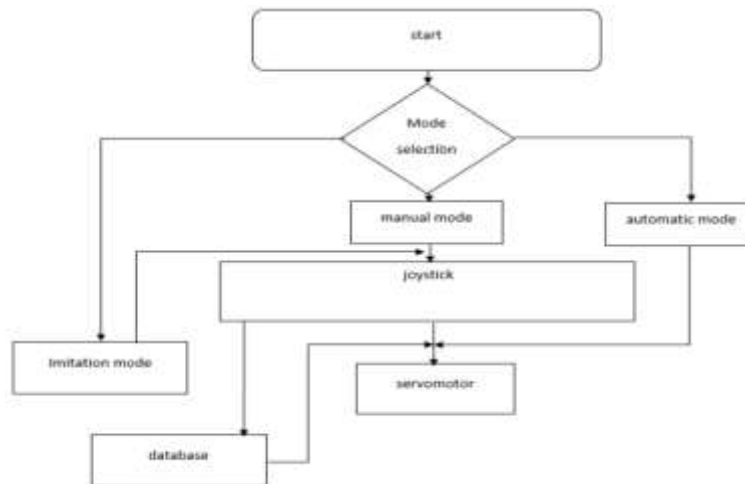 start
Mode
selection
manual mode
automatic mode
joystick
Imitation mode
servomotor
database